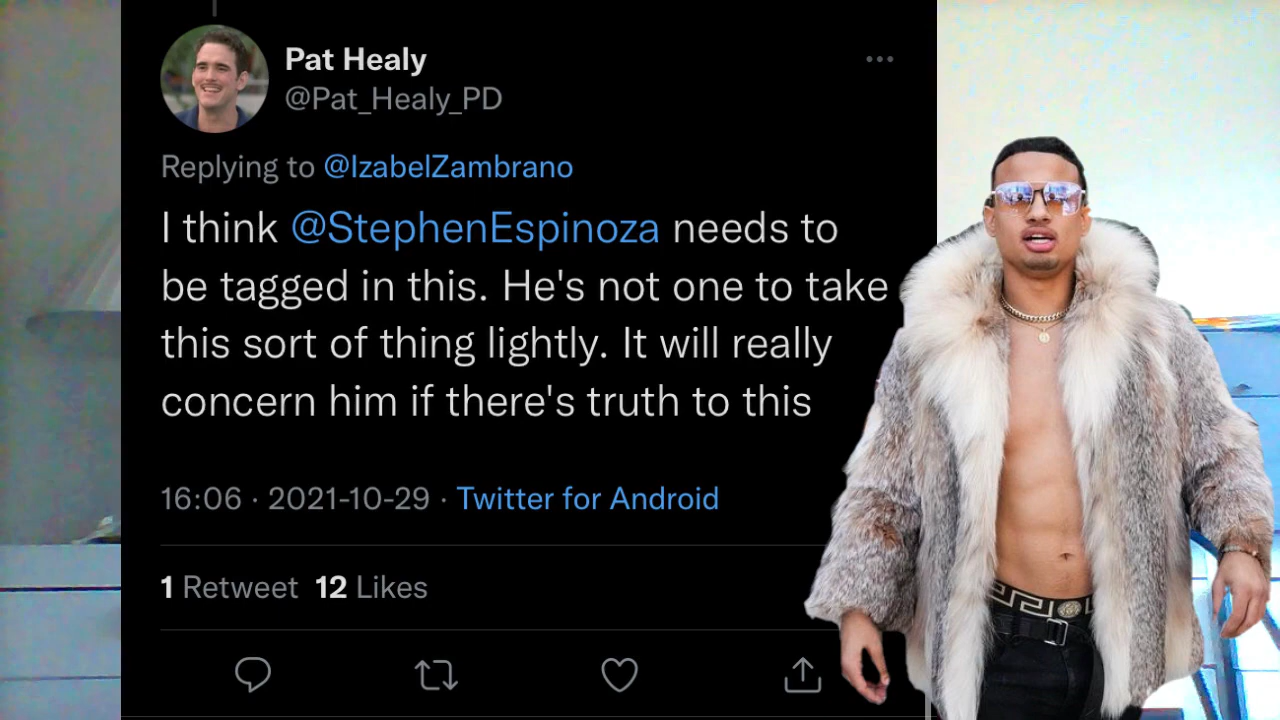 Pat Healy
@Pat_Healy_PD
Replying to @IzabelZambrano
I think @StephenEspinoza needs to
be tagged in this. He's not one to take
this sort of thing lightly. It will really
concern him if there's truth to this
16:06 · 2021-10-29 · Twitter for Android
1 Retweet 12 Likes